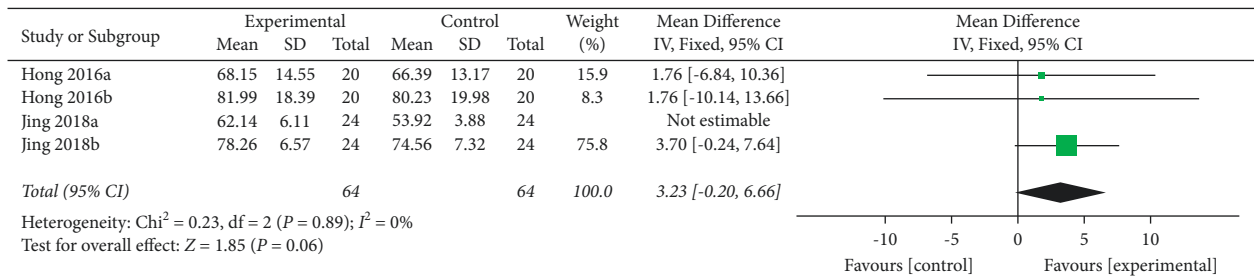 Study or Subgroup Experimental Control Weight (%) Mean Difference IV, Fixed, 95% CI Mean Difference IV, Fixed, 95% CI
Mean SD Total Mean SD Total
Hong 2016a 68.15 14.55 20 66.39 13.17 20 15.9 1.76 [-6.84, 10.36]
Hong 2016b 81.99 18.39 20 80.23 19.98 20 8.3 1.76 [-10.14, 13.66]
Jing 2018a 62.14 6.11 24 53.92 3.88 24 Not estimable
Jing 2018b 78.26 6.57 24 74.56 7.32 24 75.8 3.70 [-0.24, 7.64]
Total (95% CI) 64 64 100.0 3.23 [-0.20, 6.66]
Heterogeneity: Chi² = 0.23, df = 2 (P = 0.89); I² = 0%
Test for overall effect: Z = 1.85 (P = 0.06)
-10 -5 0 5 10
Favours [control] Favours [experimental]